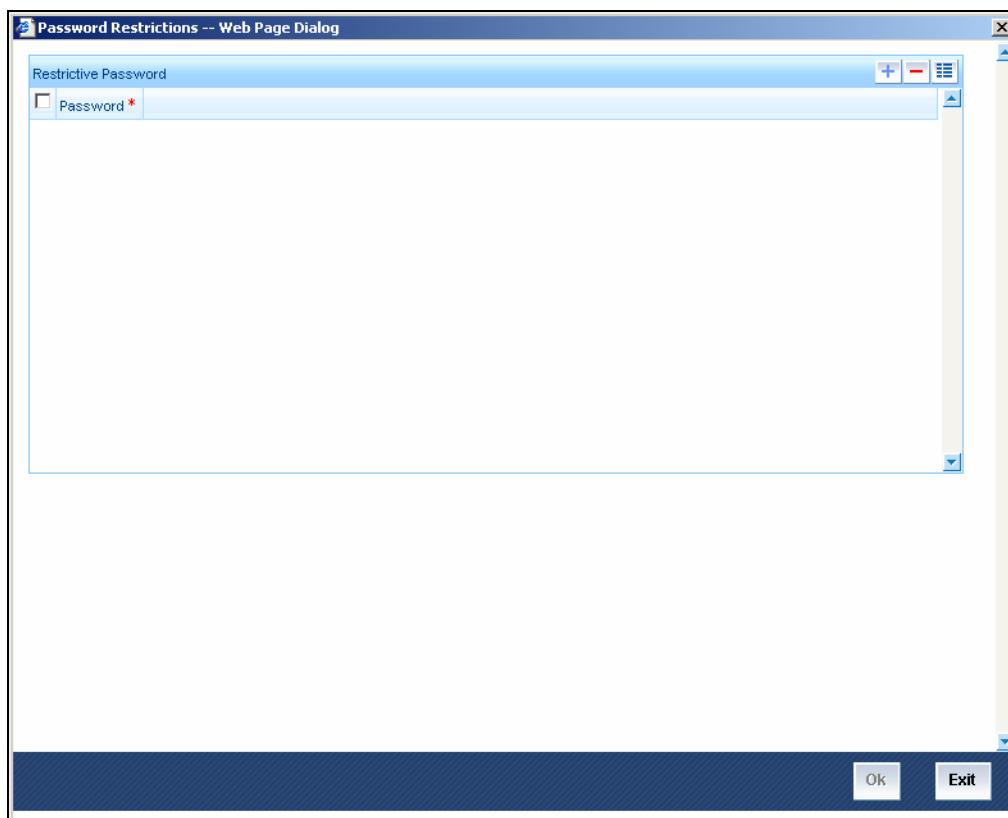 Password Restrictions -- Web Page Dialog
Restrictive Password
Password *
Ok
Exit